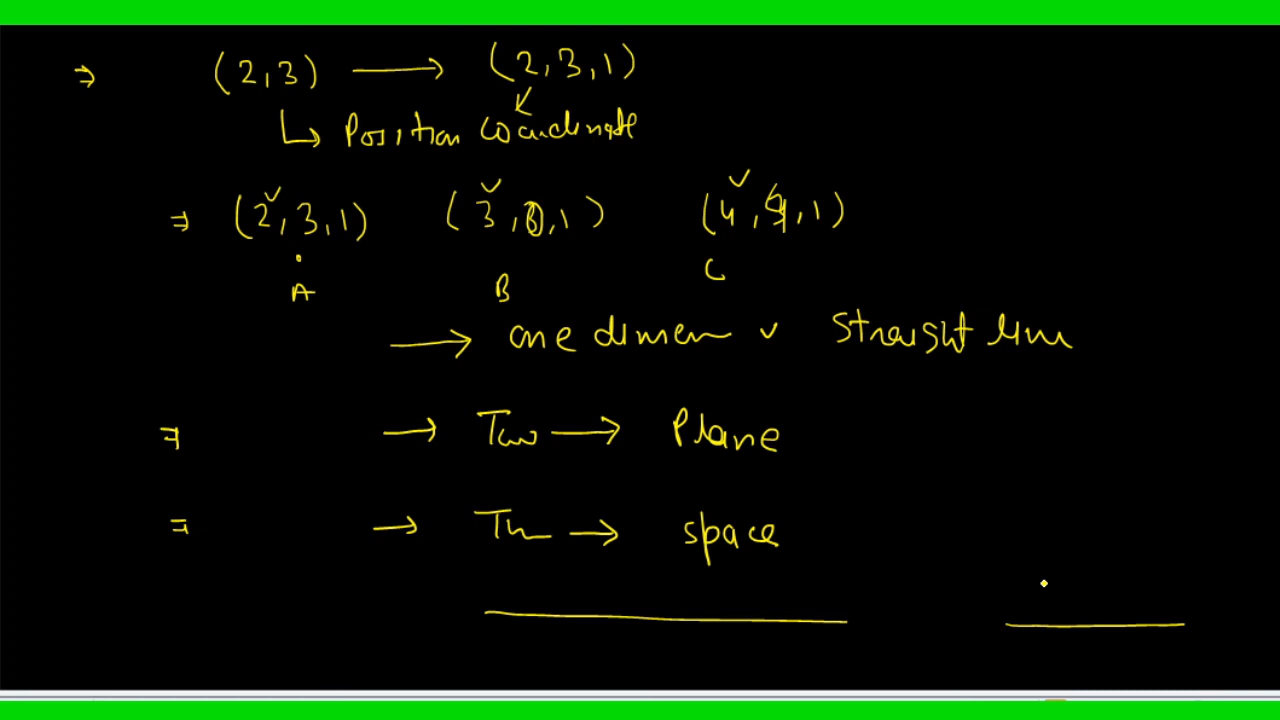 ⇒ (2,3) → (2,3,1)
↳ Position coordinate
⇒ (2,3,1) (3,0,1) (4,9,1)
A B C
→ one dimen ✓ straight line
⇒ → Two → Plane
= → Th → space